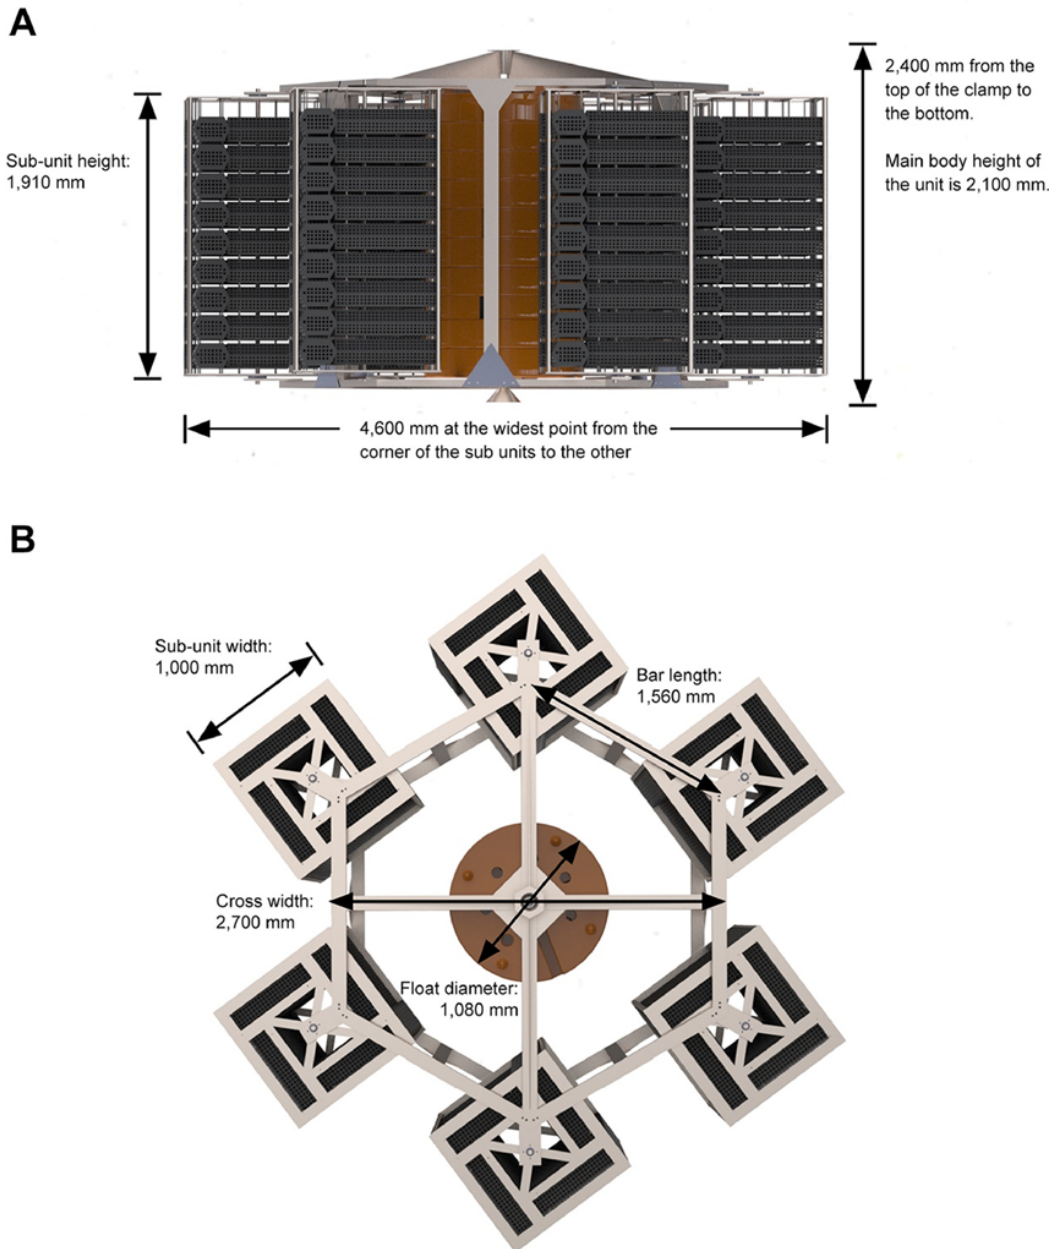 A
2,400 mm from the
top of the clamp to
the bottom.
Main body height of
the unit is 2,100 mm.
Sub-unit height:
1,910 mm
4,600 mm at the widest point from the
corner of the sub units to the other
B
Sub-unit width:
1,000 mm
Bar length:
1,560 mm
Cross width:
2,700 mm
Float diameter:
1,080 mm